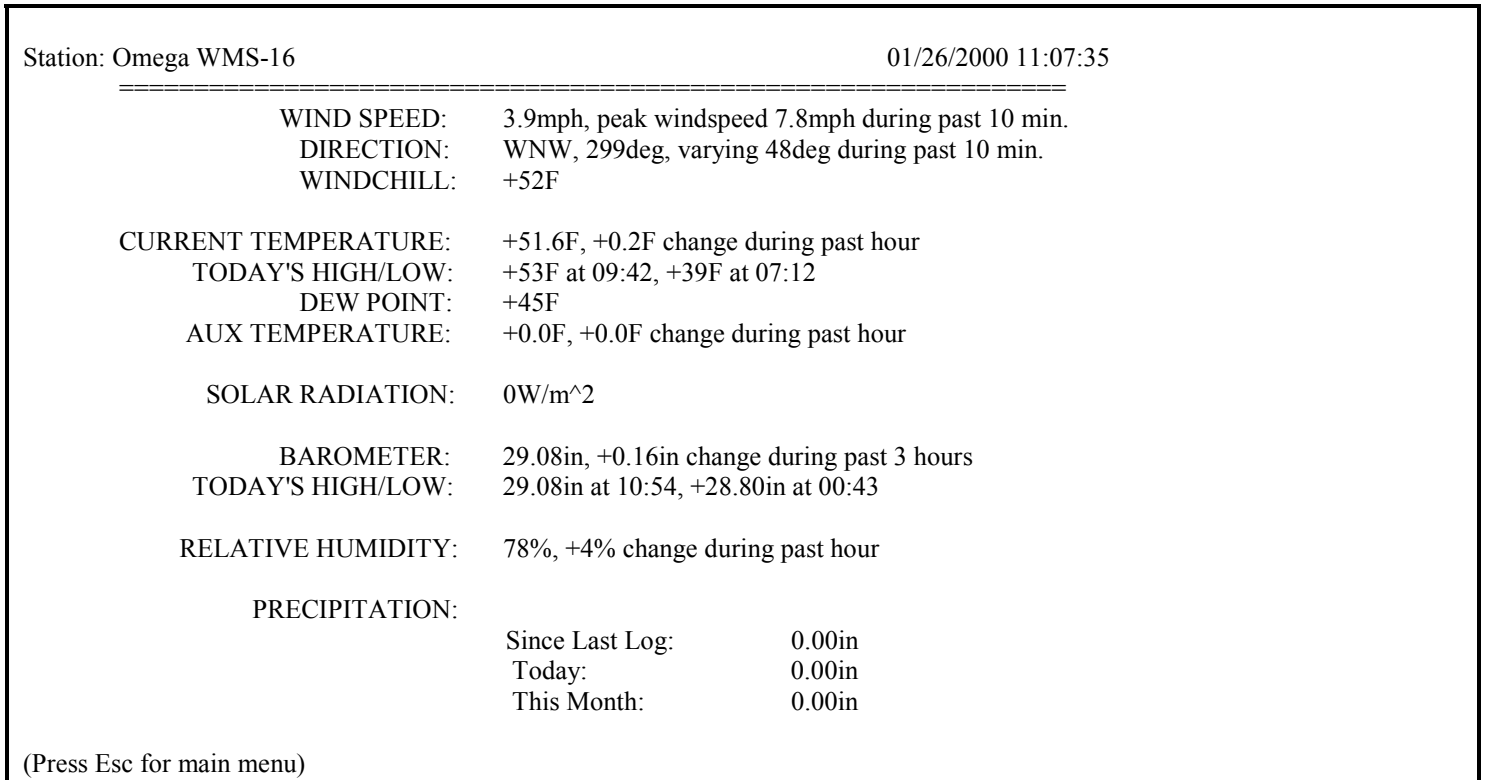 Station: Omega WMS-16 01/26/2000 11:07:35
===============================================================
WIND SPEED: 3.9mph, peak windspeed 7.8mph during past 10 min.
DIRECTION: WNW, 299deg, varying 48deg during past 10 min.
WINDCHILL: +52F
CURRENT TEMPERATURE: +51.6F, +0.2F change during past hour
TODAY'S HIGH/LOW: +53F at 09:42, +39F at 07:12
DEW POINT: +45F
AUX TEMPERATURE: +0.0F, +0.0F change during past hour
SOLAR RADIATION: 0W/m^2
BAROMETER: 29.08in, +0.16in change during past 3 hours
TODAY'S HIGH/LOW: 29.08in at 10:54, +28.80in at 00:43
RELATIVE HUMIDITY: 78%, +4% change during past hour
PRECIPITATION:
Since Last Log: 0.00in
Today: 0.00in
This Month: 0.00in
(Press Esc for main menu)